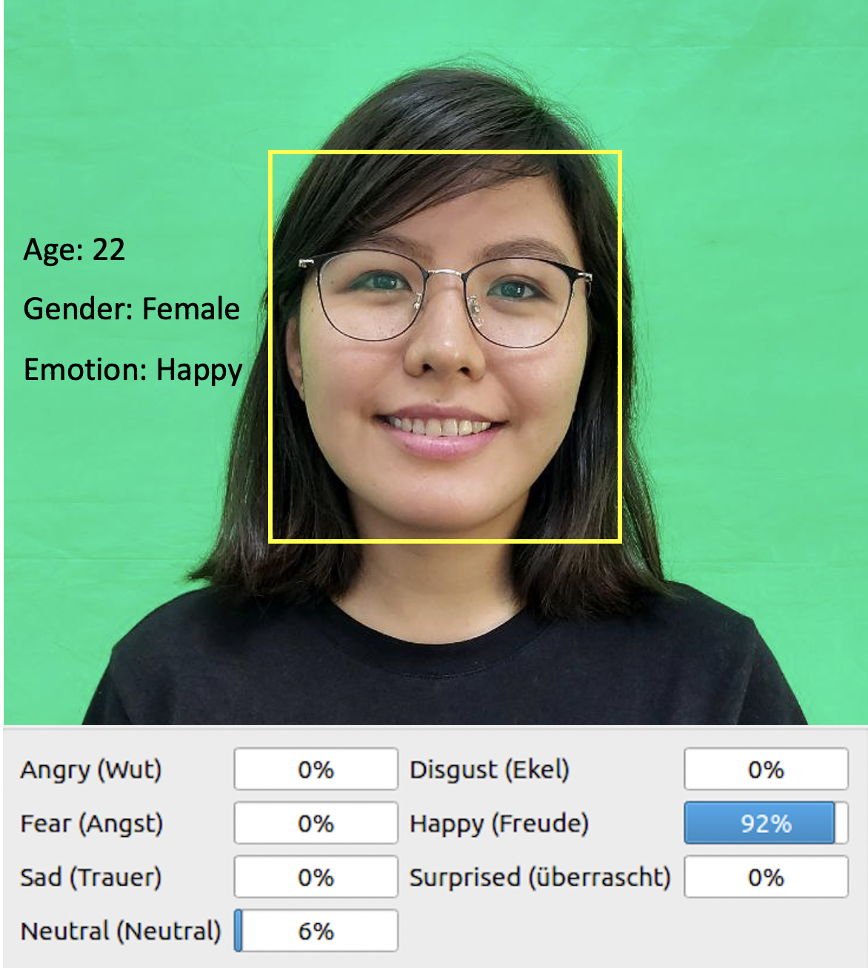 Age: 22
Gender: Female
Emotion: Happy
Angry (Wut) 0% Disgust (Ekel) 0%
Fear (Angst) 0% Happy (Freude) 92%
Sad (Trauer) 0% Surprised (überrascht) 0%
Neutral (Neutral) 6%